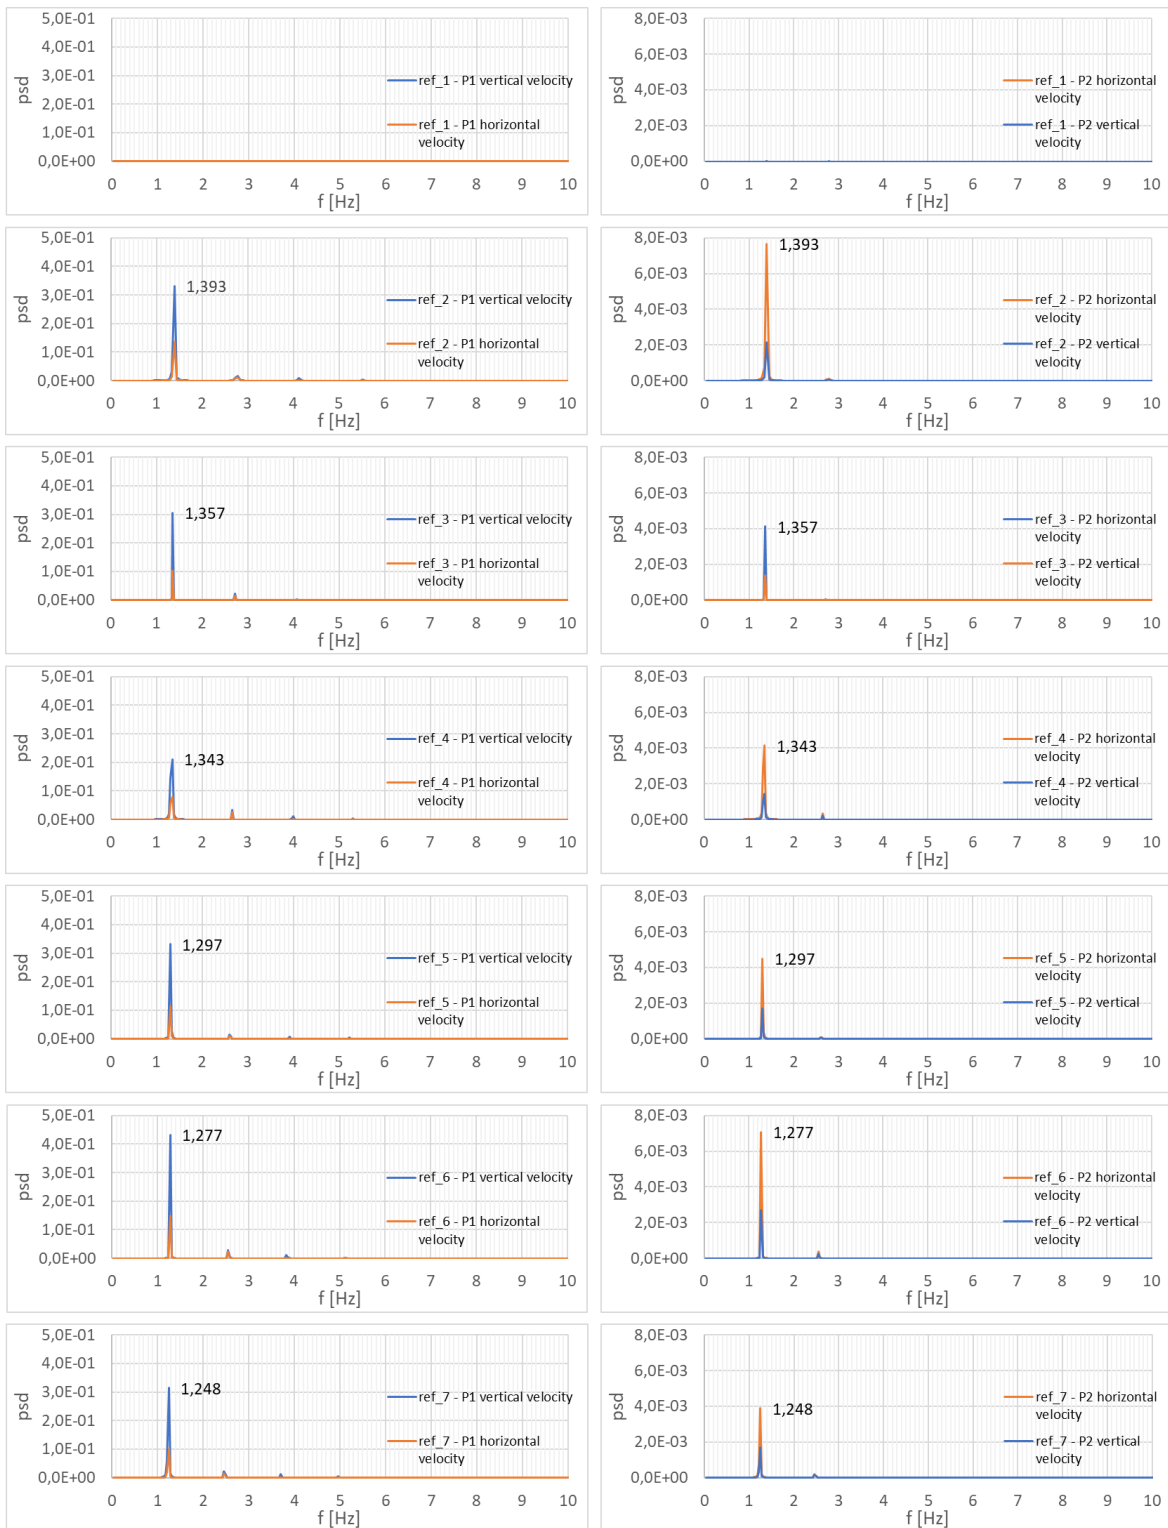 5,0E-01
4,0E-01
3,0E-01
2,0E-01
1,0E-01
0,0E+00
psd
0 1 2 3 4 5 6 7 8 9 10
f [Hz]
ref_1 - P1 vertical velocity
ref_1 - P1 horizontal
velocity
8,0E-03
6,0E-03
4,0E-03
2,0E-03
0,0E+00
psd
0 1 2 3 4 5 6 7 8 9 10
f [Hz]
ref_1 - P2 horizontal
velocity
ref_1 - P2 vertical velocity
5,0E-01
4,0E-01
3,0E-01
2,0E-01
1,0E-01
0,0E+00
psd
1,393
0 1 2 3 4 5 6 7 8 9 10
f [Hz]
ref_2 - P1 vertical velocity
ref_2 - P1 horizontal
velocity
8,0E-03
6,0E-03
4,0E-03
2,0E-03
0,0E+00
psd
1,393
0 1 2 3 4 5 6 7 8 9 10
f [Hz]
ref_2 - P2 horizontal
velocity
ref_2 - P2 vertical
velocity
5,0E-01
4,0E-01
3,0E-01
2,0E-01
1,0E-01
0,0E+00
psd
1,357
0 1 2 3 4 5 6 7 8 9 10
f [Hz]
ref_3 - P1 vertical velocity
ref_3 - P1 horizontal
velocity
8,0E-03
6,0E-03
4,0E-03
2,0E-03
0,0E+00
psd
1,357
0 1 2 3 4 5 6 7 8 9 10
f [Hz]
ref_3 - P2 horizontal
velocity
ref_3 - P2 vertical
velocity
5,0E-01
4,0E-01
3,0E-01
2,0E-01
1,0E-01
0,0E+00
psd
1,343
0 1 2 3 4 5 6 7 8 9 10
f [Hz]
ref_4 - P1 vertical velocity
ref_4 - P1 horizontal
velocity
8,0E-03
6,0E-03
4,0E-03
2,0E-03
0,0E+00
psd
1,343
0 1 2 3 4 5 6 7 8 9 10
f [Hz]
ref_4 - P2 horizontal
velocity
ref_4 - P2 vertical
velocity
5,0E-01
4,0E-01
3,0E-01
2,0E-01
1,0E-01
0,0E+00
psd
1,297
0 1 2 3 4 5 6 7 8 9 10
f [Hz]
ref_5 - P1 vertical velocity
ref_5 - P1 horizontal
velocity
8,0E-03
6,0E-03
4,0E-03
2,0E-03
0,0E+00
psd
1,297
0 1 2 3 4 5 6 7 8 9 10
f [Hz]
ref_5 - P2 horizontal
velocity
ref_5 - P2 vertical
velocity
5,0E-01
4,0E-01
3,0E-01
2,0E-01
1,0E-01
0,0E+00
psd
1,277
0 1 2 3 4 5 6 7 8 9 10
f [Hz]
ref_6 - P1 vertical velocity
ref_6 - P1 horizontal
velocity
8,0E-03
6,0E-03
4,0E-03
2,0E-03
0,0E+00
psd
1,277
0 1 2 3 4 5 6 7 8 9 10
f [Hz]
ref_6 - P2 horizontal
velocity
ref_6 - P2 vertical
velocity
5,0E-01
4,0E-01
3,0E-01
2,0E-01
1,0E-01
0,0E+00
psd
1,248
0 1 2 3 4 5 6 7 8 9 10
f [Hz]
ref_7 - P1 vertical velocity
ref_7 - P1 horizontal
velocity
8,0E-03
6,0E-03
4,0E-03
2,0E-03
0,0E+00
psd
1,248
0 1 2 3 4 5 6 7 8 9 10
f [Hz]
ref_7 - P2 horizontal
velocity
ref_7 - P2 vertical
velocity